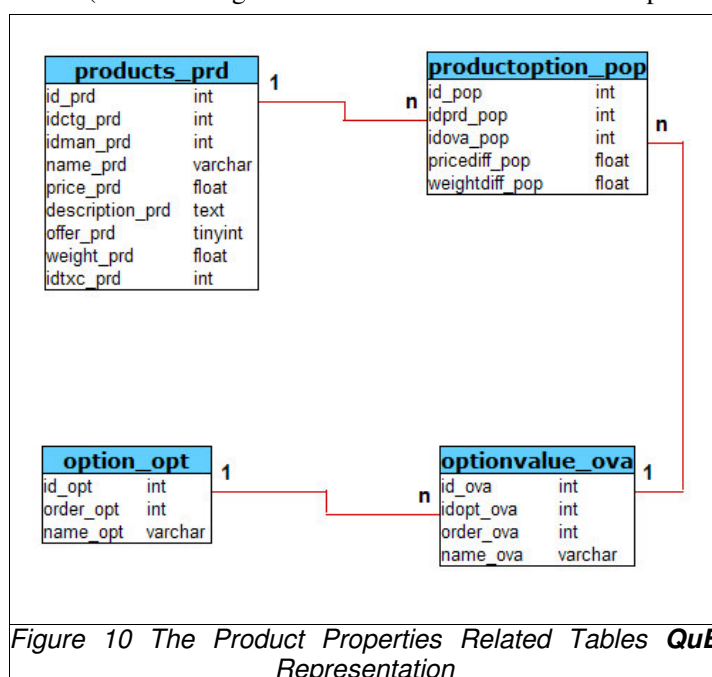 products_prd
id_prd int
idctg_prd int
idman_prd int
name_prd varchar
price_prd float
description_prd text
offer_prd tinyint
weight_prd float
idtxc_prd int
1
n
productoption_pop
id_pop int
idprd_pop int
idova_pop int
pricediff_pop float
weightdiff_pop float
n
option_opt
id_opt int
order_opt int
name_opt varchar
1
n
optionvalue_ova
id_ova int
idopt_ova int
order_ova int
name_ova varchar
1
Figure 10 The Product Properties Related Tables QuB
Representation